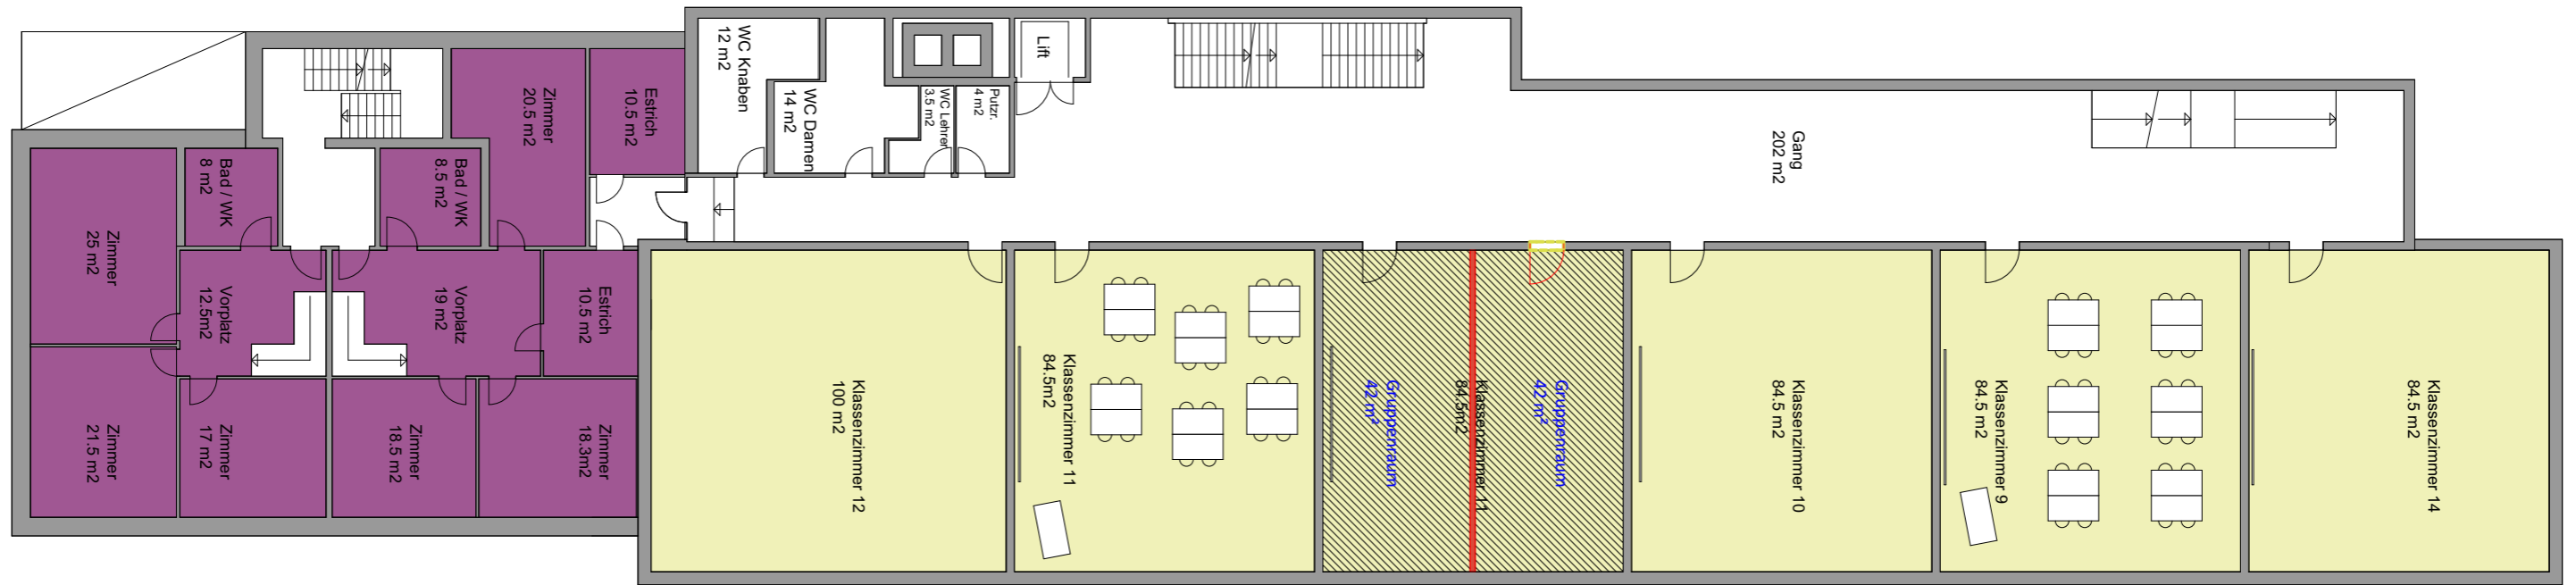 WC Knaben
12 m2
WC Damen
14 m2
WC Lehrer
3.5 m2
Putzr.
4 m2
Lift
Gang
202 m2
Zimmer
20.5 m2
Estrich
10.5 m2
Bad / WK
8 m2
Bad / WK
8.5 m2
Zimmer
25 m2
Vorplatz
12.5m2
Vorplatz
19 m2
Estrich
10.5 m2
Zimmer
21.5 m2
Zimmer
17 m2
Zimmer
18.5 m2
Zimmer
18.3m2
Klassenzimmer 12
100 m2
Klassenzimmer 11
84.5m2
Gruppenraum
42 m²
Klassenzimmer 11
84.5m2
Gruppenraum
42 m²
Klassenzimmer 10
84.5 m2
Klassenzimmer 9
84.5 m2
Klassenzimmer 14
84.5 m2